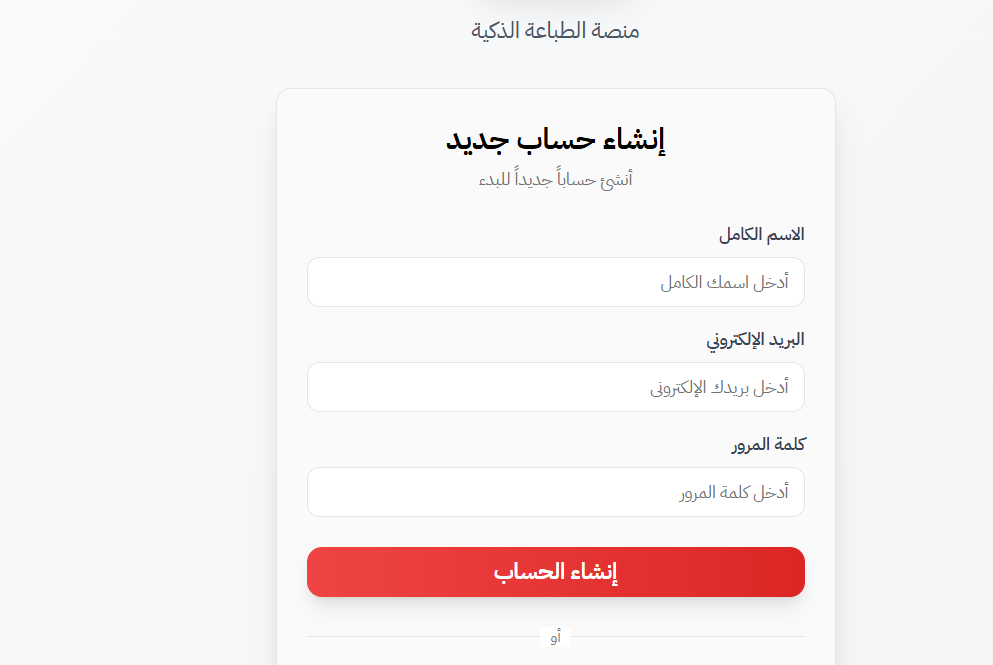 منصة الطباعة الذكية
إنشاء حساب جديد
أنشئ حساباً جديداً للبدء
الاسم الكامل
أدخل اسمك الكامل
البريد الإلكتروني
أدخل بريدك الإلكتروني
كلمة المرور
أدخل كلمة المرور
إنشاء الحساب
أو